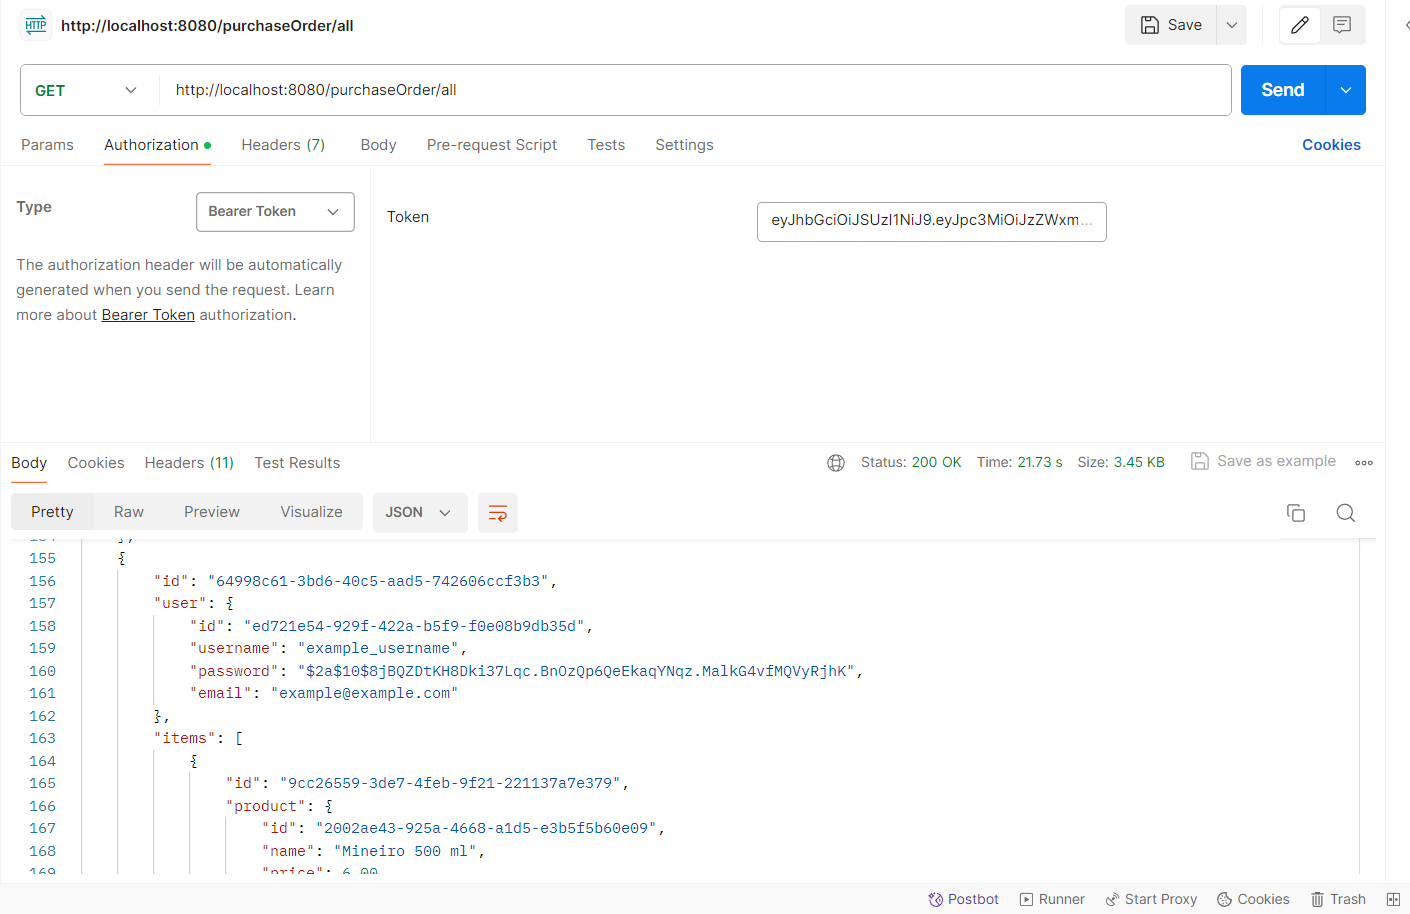 HTTP http://localhost:8080/purchaseOrder/all Save
GET http://localhost:8080/purchaseOrder/all Send
Params Authorization Headers (7) Body Pre-request Script Tests Settings Cookies
Type Bearer Token Token eyJhbGciOiJSUzI1NiJ9.eyJpc3MiOiJzZWxm...
The authorization header will be automatically
generated when you send the request. Learn
more about Bearer Token authorization.
Body Cookies Headers (11) Test Results Status: 200 OK Time: 21.73 s Size: 3.45 KB Save as example
Pretty Raw Preview Visualize JSON
154 },
155 {
156 "id": "64998c61-3bd6-40c5-aad5-742606ccf3b3",
157 "user": {
158 "id": "ed721e54-929f-422a-b5f9-f0e08b9db35d",
159 "username": "example_username",
160 "password": "$2a$10$8jBQZDtKH8Dki37Lqc.BnOzQp6QeEkaqYNqz.MalkG4vfMQVyRjhK",
161 "email": "example@example.com"
162 },
163 "items": [
164 {
165 "id": "9cc26559-3de7-4feb-9f21-221137a7e379",
166 "product": {
167 "id": "2002ae43-925a-4668-a1d5-e3b5f5b60e09",
168 "name": "Mineiro 500 ml",
169 "price": 6.00
Postbot Runner Start Proxy Cookies Trash